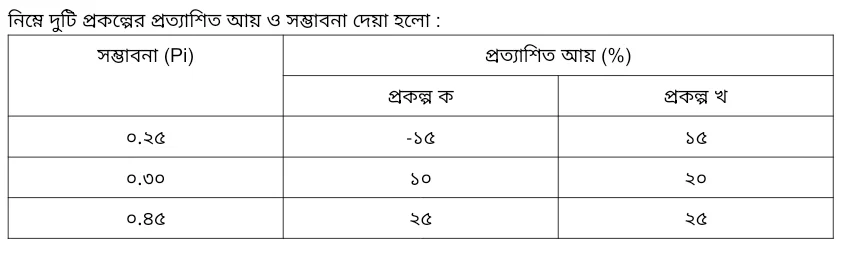 নিম্নে দুটি প্রকল্পের প্রত্যাশিত আয় ও সম্ভাবনা দেয়া হলো :
সম্ভাবনা (Pi) প্রত্যাশিত আয় (%)
প্রকল্প ক প্রকল্প খ
০.২৫ -১৫ ১৫
০.৩০ ১০ ২০
০.৪৫ ২৫ ২৫